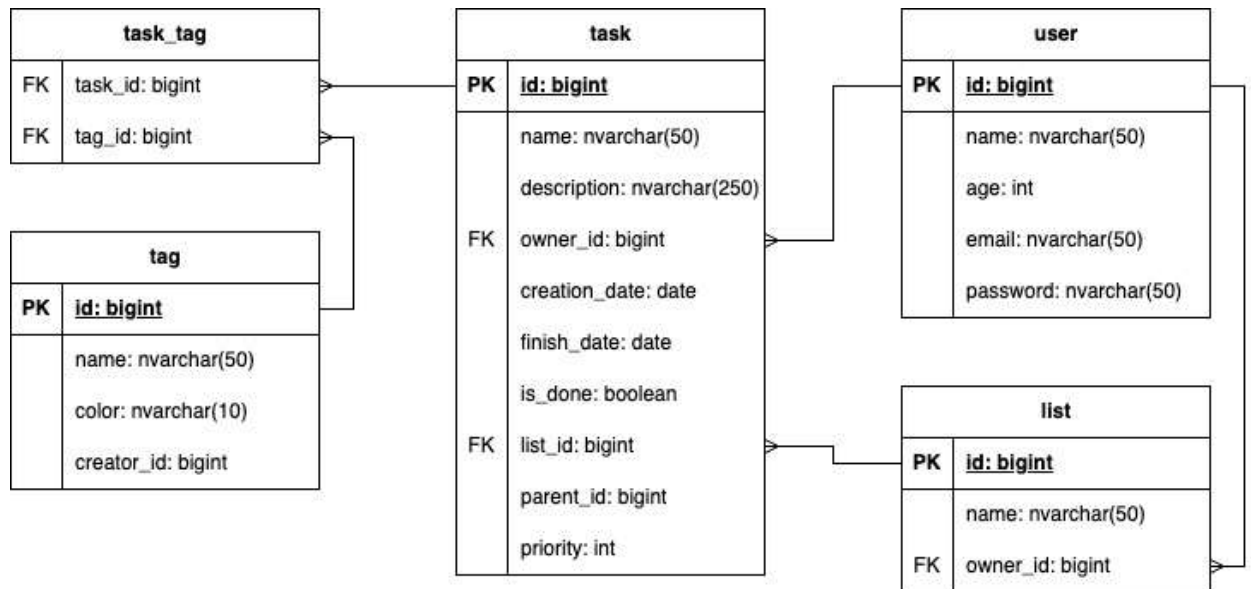 task_tag
FK task_id: bigint
FK tag_id: bigint
tag
PK id: bigint
name: nvarchar(50)
color: nvarchar(10)
creator_id: bigint
task
PK id: bigint
name: nvarchar(50)
description: nvarchar(250)
FK owner_id: bigint
creation_date: date
finish_date: date
is_done: boolean
FK list_id: bigint
parent_id: bigint
priority: int
user
PK id: bigint
name: nvarchar(50)
age: int
email: nvarchar(50)
password: nvarchar(50)
list
PK id: bigint
name: nvarchar(50)
FK owner_id: bigint